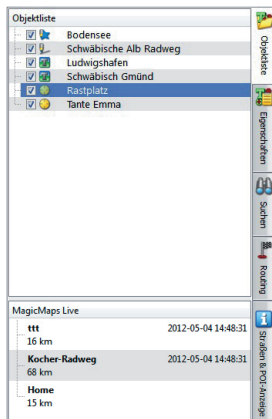 Objektliste
Bodensee
Schwäbische Alb Radweg
Ludwigshafen
Schwäbisch Gmünd
Rastplatz
Tante Emma
MagicMaps Live
ttt 2012-05-04 14:48:31
16 km
Kocher-Radweg 2012-05-04 14:48:31
68 km
Home
15 km
Objektliste
Eigenschaften
Suchen
Routing
Straßen & POI-Anzeige